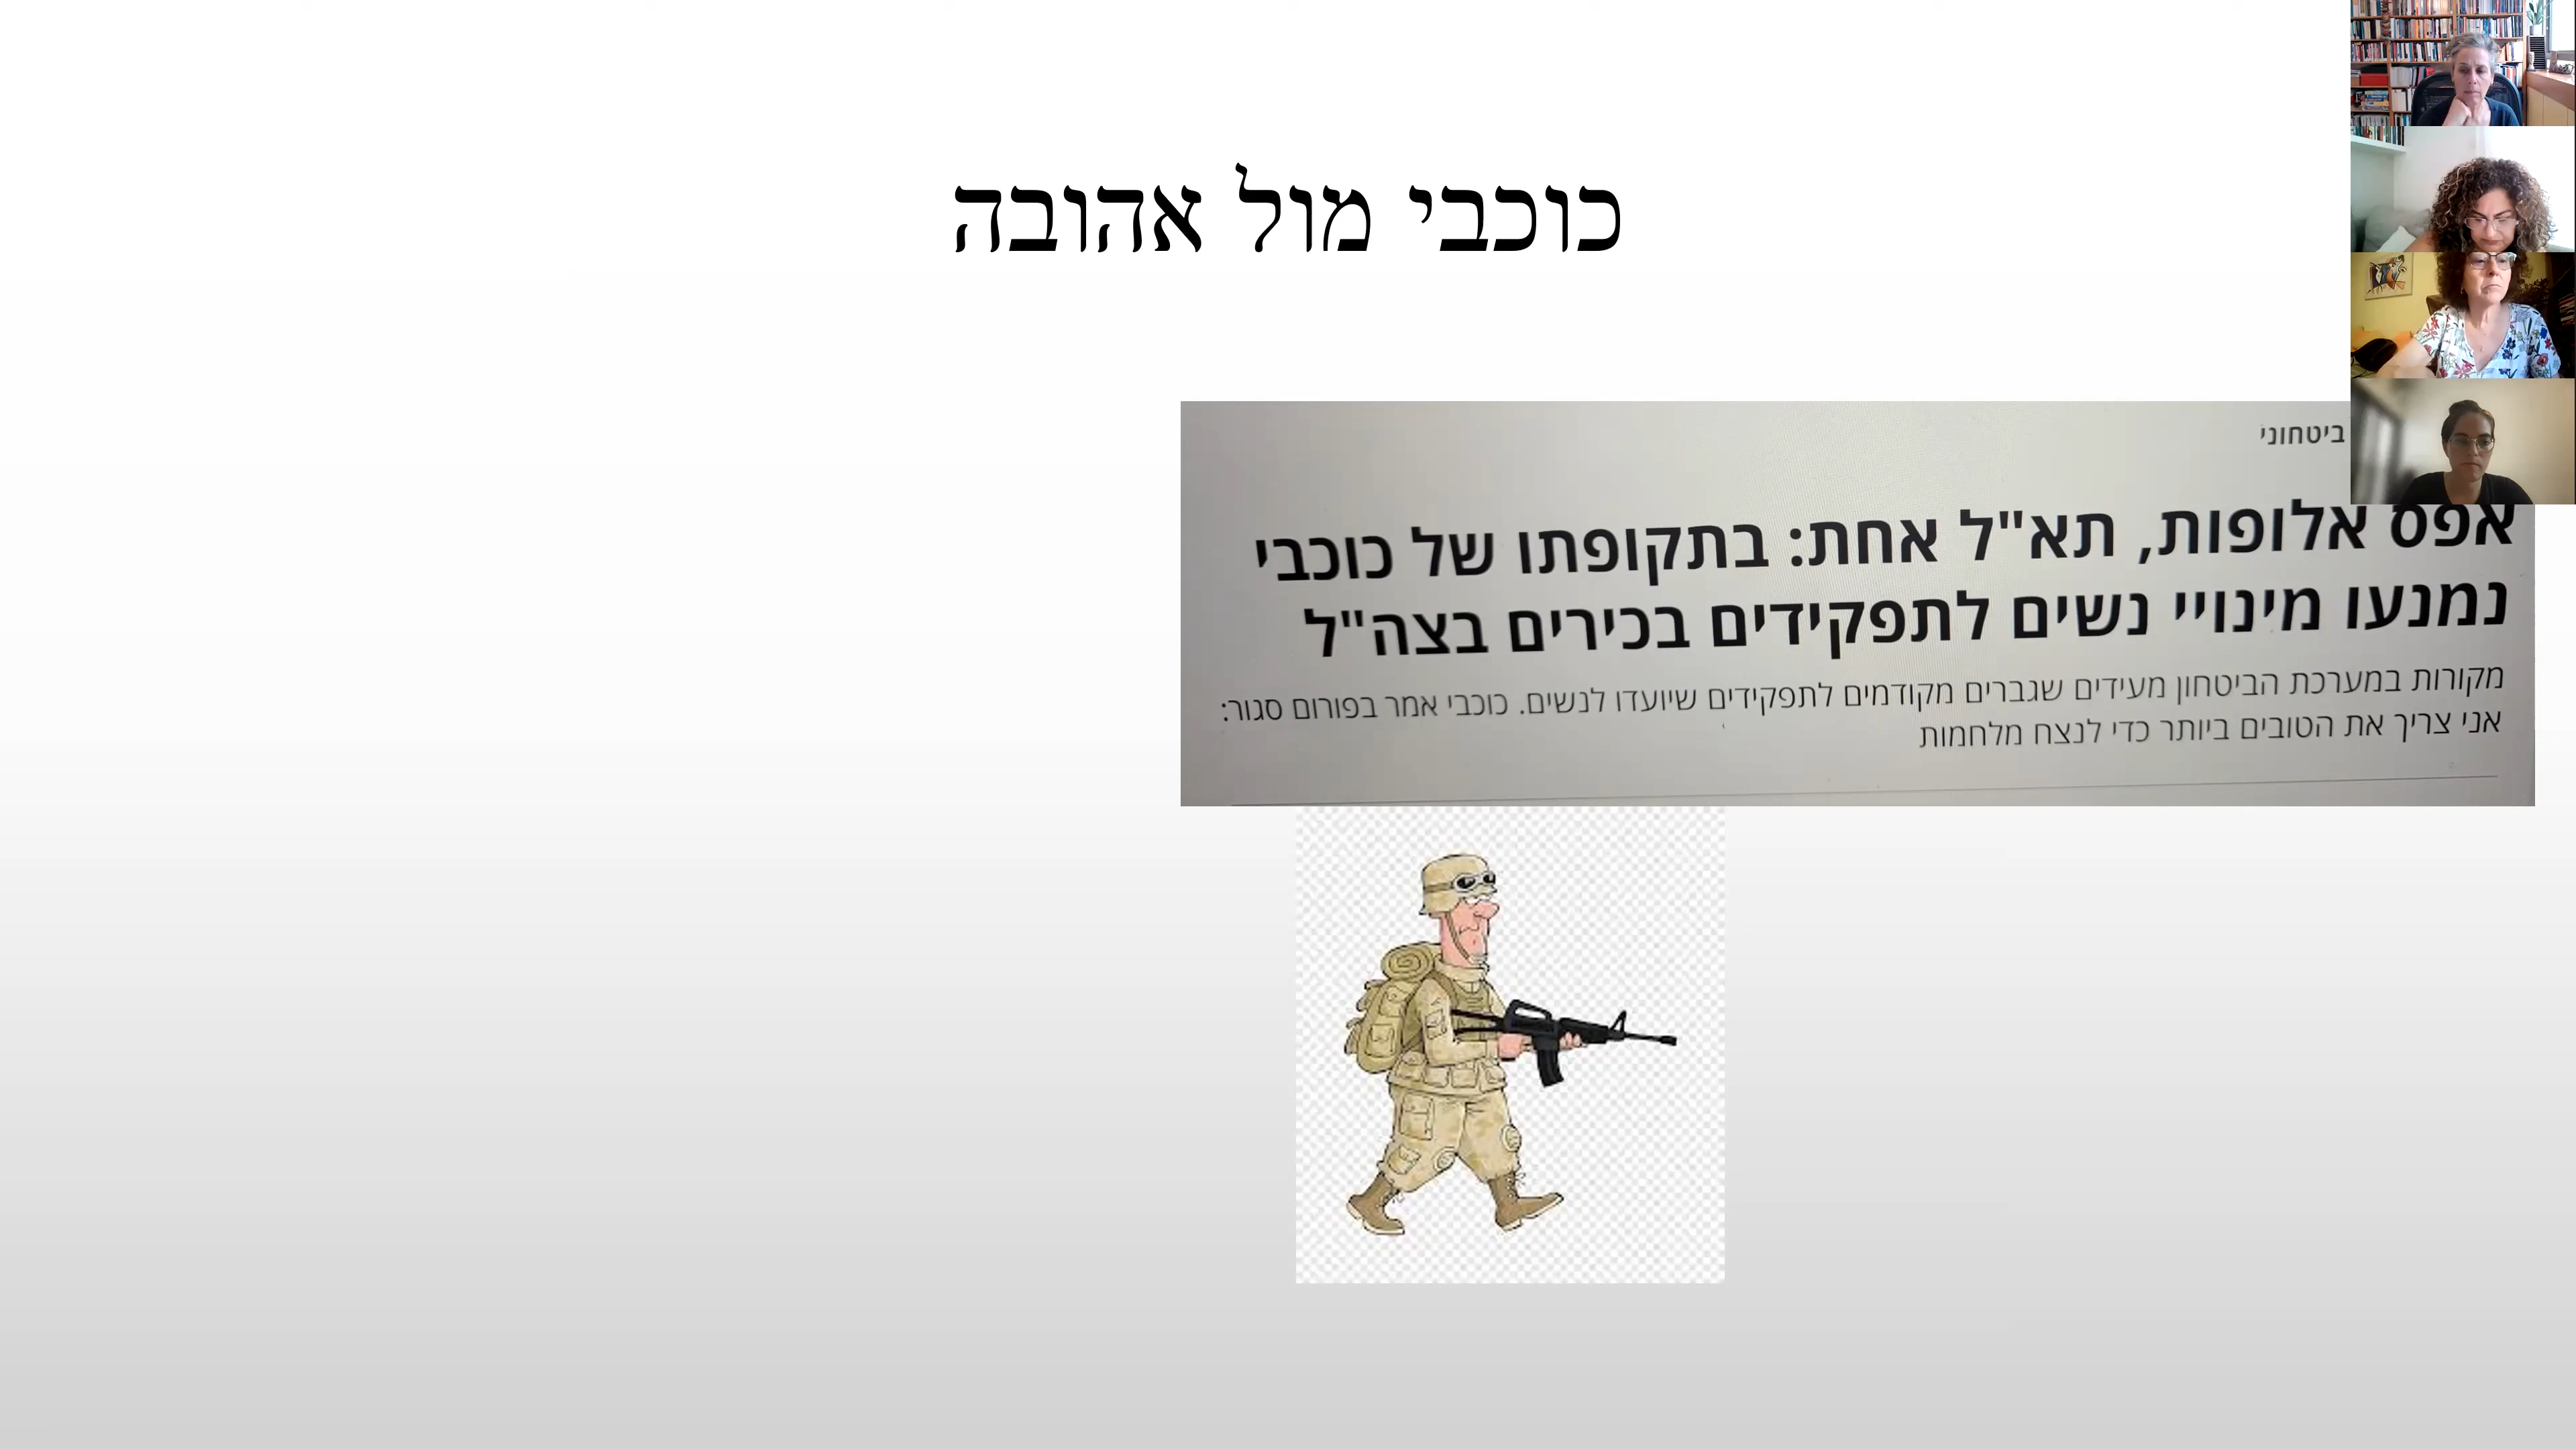 כוכבי מול אהובה
ביטחוני
אפס אלופות, תא"ל אחת: בתקופתו של כוכבי
נמנעו מינויי נשים לתפקידים בכירים בצה"ל
מקורות במערכת הביטחון מעידים שגברים מקודמים לתפקידים שיועדו לנשים. כוכבי אמר בפורום סגור:
אני צריך את הטובים ביותר כדי לנצח מלחמות